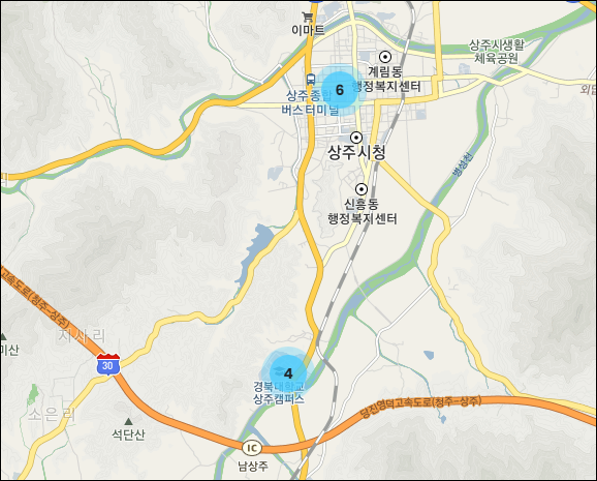 이마트
상주시생활
체육공원
계림동
행정복지센터
6
상주종합
버스터미널
외답
상주시청
병성천
신흥동
행정복지센터
고속도로(청주-상주)
지사리
미산
30
4
경북대학교
상주캠퍼스
소은리
석단산
당진영덕고속도로(청주-상주)
IC
남상주